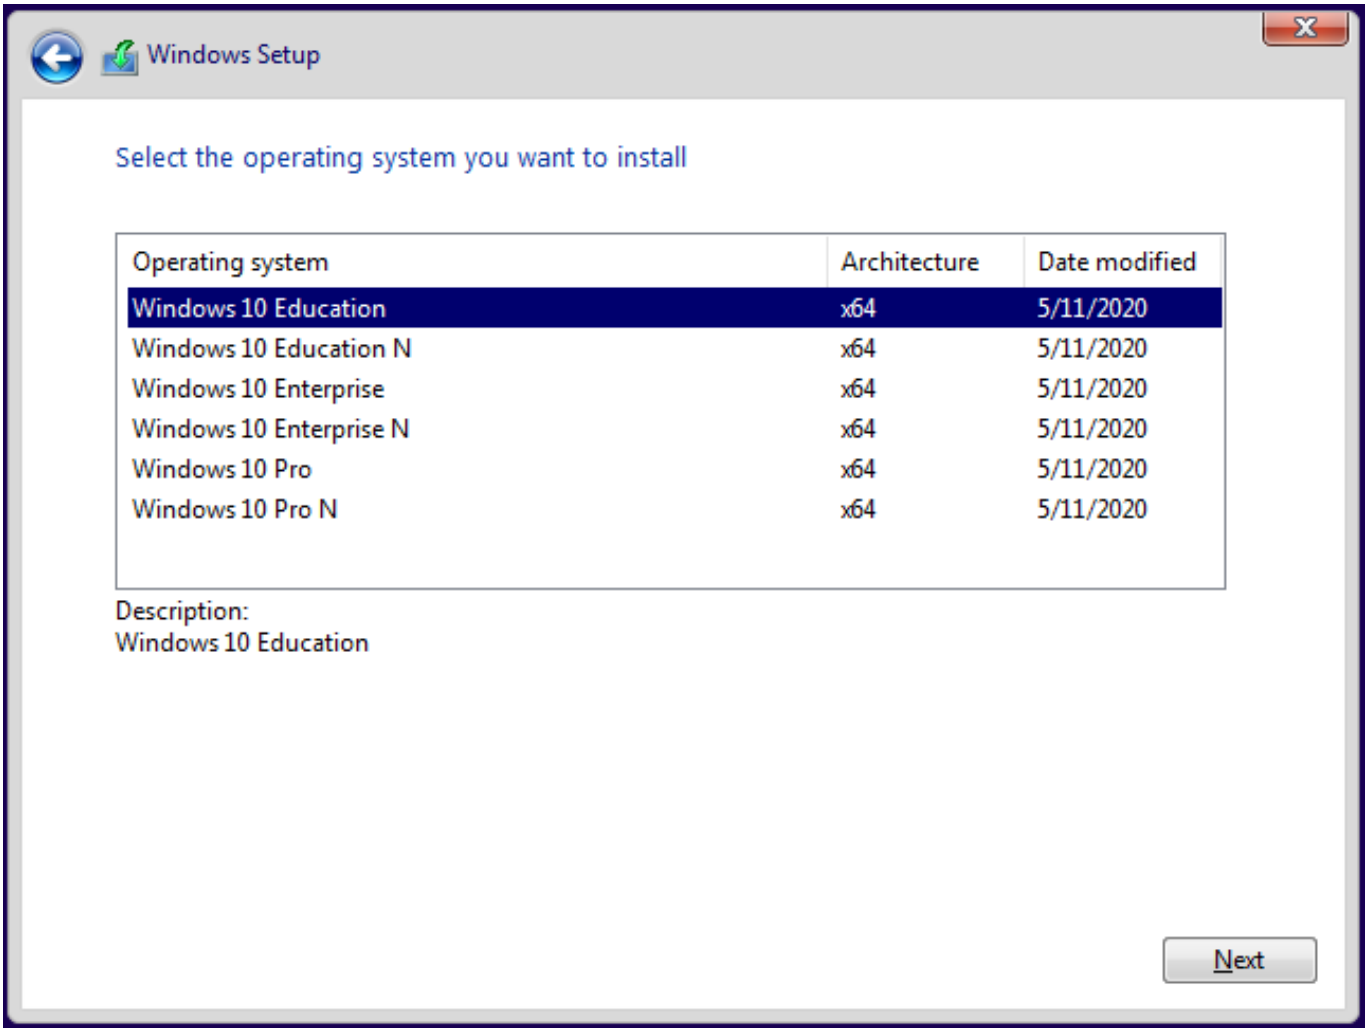 Windows Setup
Select the operating system you want to install
Operating system Architecture Date modified
Windows 10 Education x64 5/11/2020
Windows 10 Education N x64 5/11/2020
Windows 10 Enterprise x64 5/11/2020
Windows 10 Enterprise N x64 5/11/2020
Windows 10 Pro x64 5/11/2020
Windows 10 Pro N x64 5/11/2020
Description:
Windows 10 Education
Next